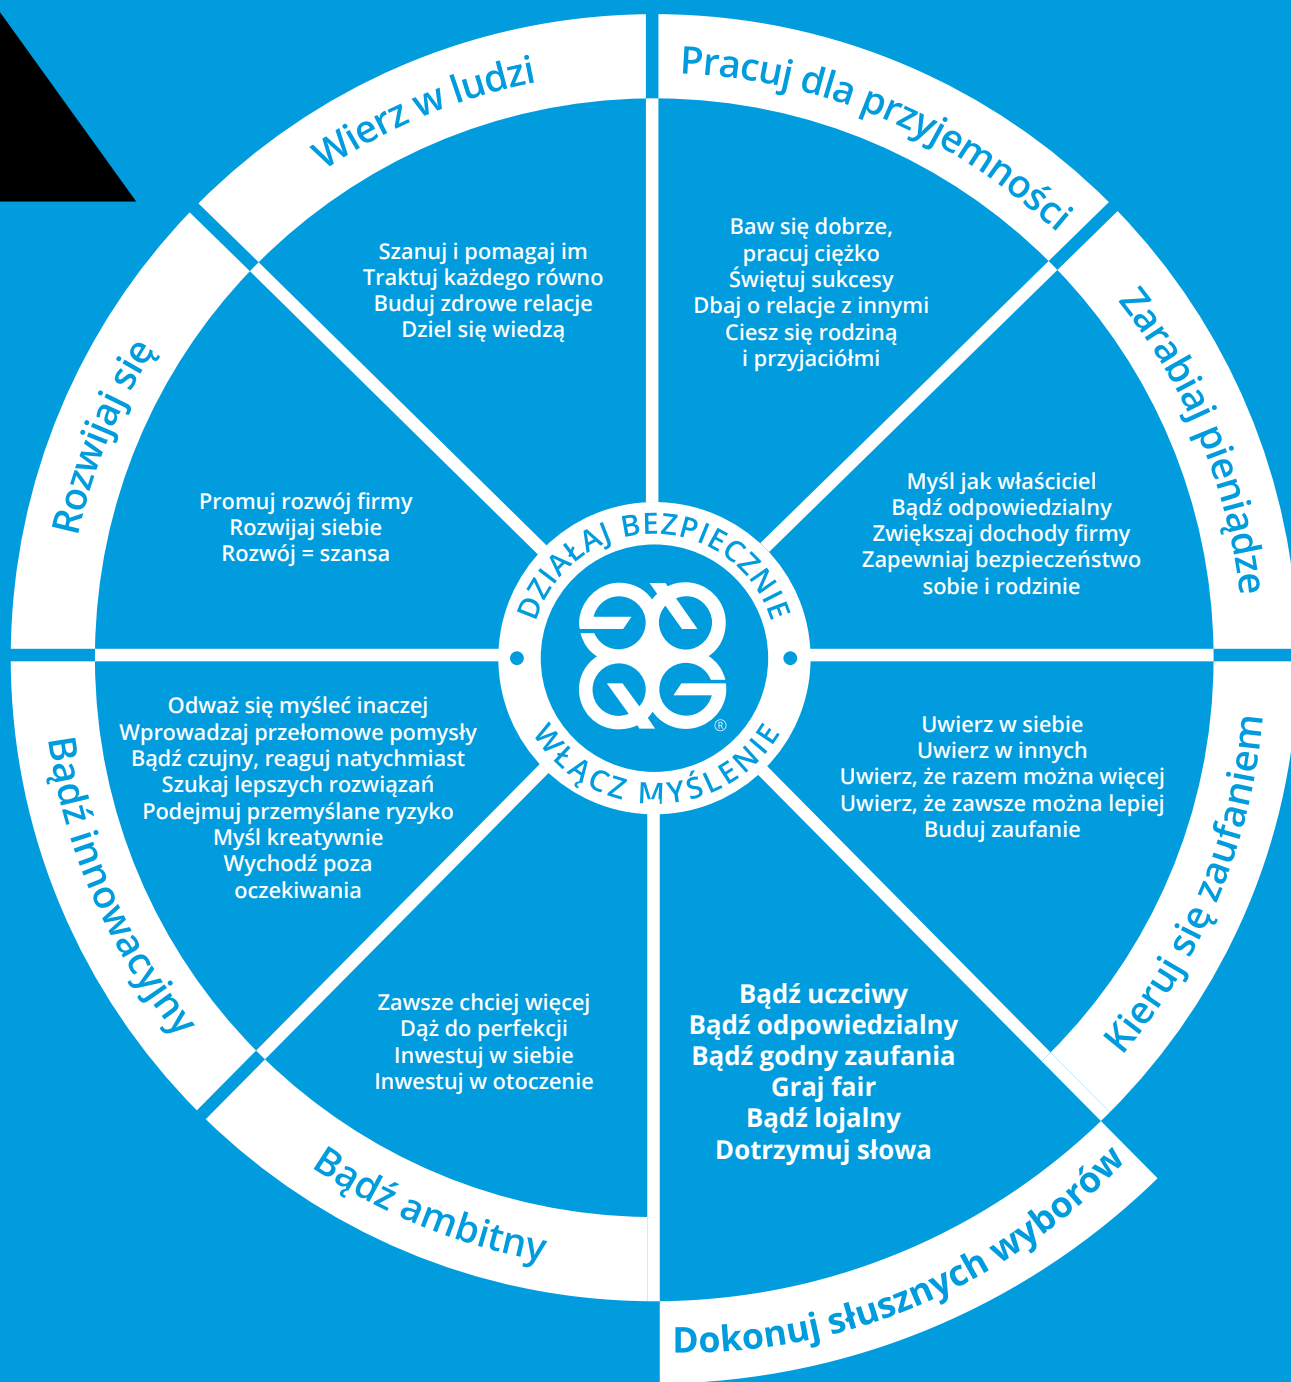 Wierz w ludzi
Szanuj i pomagaj im
Traktuj każdego równo
Buduj zdrowe relacje
Dziel się wiedzą
Pracuj dla przyjemności
Baw się dobrze,
pracuj ciężko
Świętuj sukcesy
Dbaj o relacje z innymi
Ciesz się rodziną
i przyjaciółmi
Zarabiaj pieniądze
Myśl jak właściciel
Bądź odpowiedzialny
Zwiększaj dochody firmy
Zapewniaj bezpieczeństwo
sobie i rodzinie
Kieruj się zaufaniem
Uwierz w siebie
Uwierz w innych
Uwierz, że razem można więcej
Uwierz, że zawsze można lepiej
Buduj zaufanie
Dokonuj słusznych wyborów
Bądź uczciwy
Bądź odpowiedzialny
Bądź godny zaufania
Graj fair
Bądź lojalny
Dotrzymuj słowa
Bądź ambitny
Zawsze chciej więcej
Dąż do perfekcji
Inwestuj w siebie
Inwestuj w otoczenie
Bądź innowacyjny
Odważ się myśleć inaczej
Wprowadzaj przełomowe pomysły
Bądź czujny, reaguj natychmiast
Szukaj lepszych rozwiązań
Podejmuj przemyślane ryzyko
Myśl kreatywnie
Wychodź poza
oczekiwania
Rozwijaj się
Promuj rozwój firmy
Rozwijaj siebie
Rozwój = szansa
DZIAŁAJ BEZPIECZNIE
WŁĄCZ MYŚLENIE
®